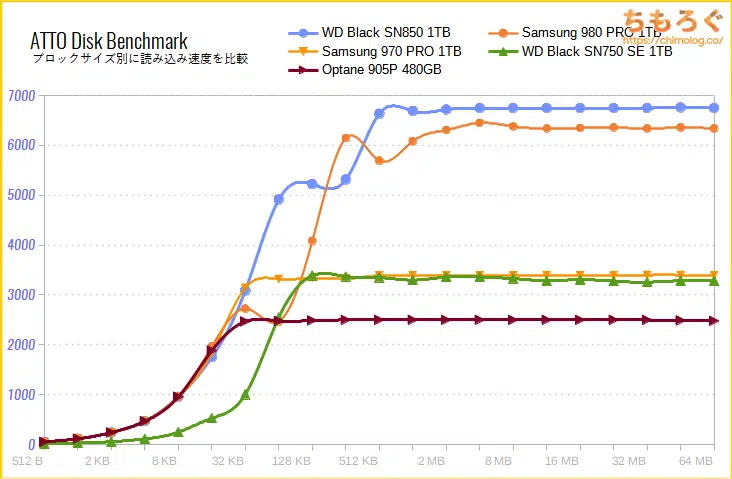 ちもろぐ
https://chimolog.co/
ATTO Disk Benchmark
ブロックサイズ別に読み込み速度を比較
WD Black SN850 1TB
Samsung 980 PRO 1TB
Samsung 970 PRO 1TB
WD Black SN750 SE 1TB
Optane 905P 480GB
7000
6000
5000
4000
3000
2000
1000
0
512 B
2 KB
8 KB
32 KB
128 KB
512 KB
2 MB
8 MB
16 MB
32 MB
64 MB